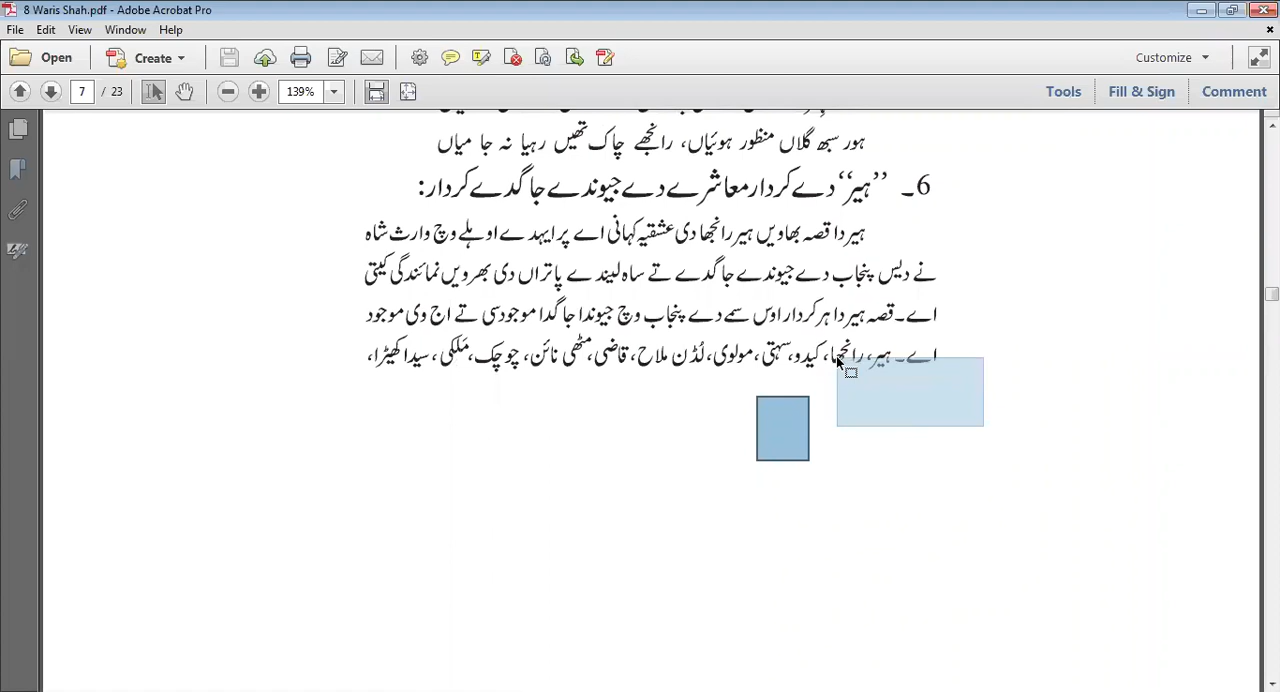 8 Waris Shah.pdf - Adobe Acrobat Pro
File Edit View Window Help
Open Create Customize
7 / 23 139% Tools Fill & Sign Comment
ہور سبھ گلاں منظور ہوئیاں، رانجھے چاک تھیں رہیا نہ جا میاں
6۔ ’’ہیر‘‘ دے کردار معاشرے دے جیوندے جاگدے کردار:
ہیر دا قصہ بھاویں ہیر رانجھا دی عشقیہ کہانی اے پر ایہدے اوہلے وچ وارث شاہ
نے دیس پنجاب دے جیوندے جاگدے تے ساہ لیندے پاتراں دی بھرویں نمائندگی کیتی
اے۔ قصہ ہیر دا ہر کردار اوس سمے دے پنجاب وچ جیوندا جاگدا موجود سی تے اج وی موجود
اے۔ ہیر، رانجھا، کیدو، سہتی، مولوی، لُڈن ملاح، قاضی، مٹھی نائن، چوچک، مَلکی، سیدا کھیڑا،